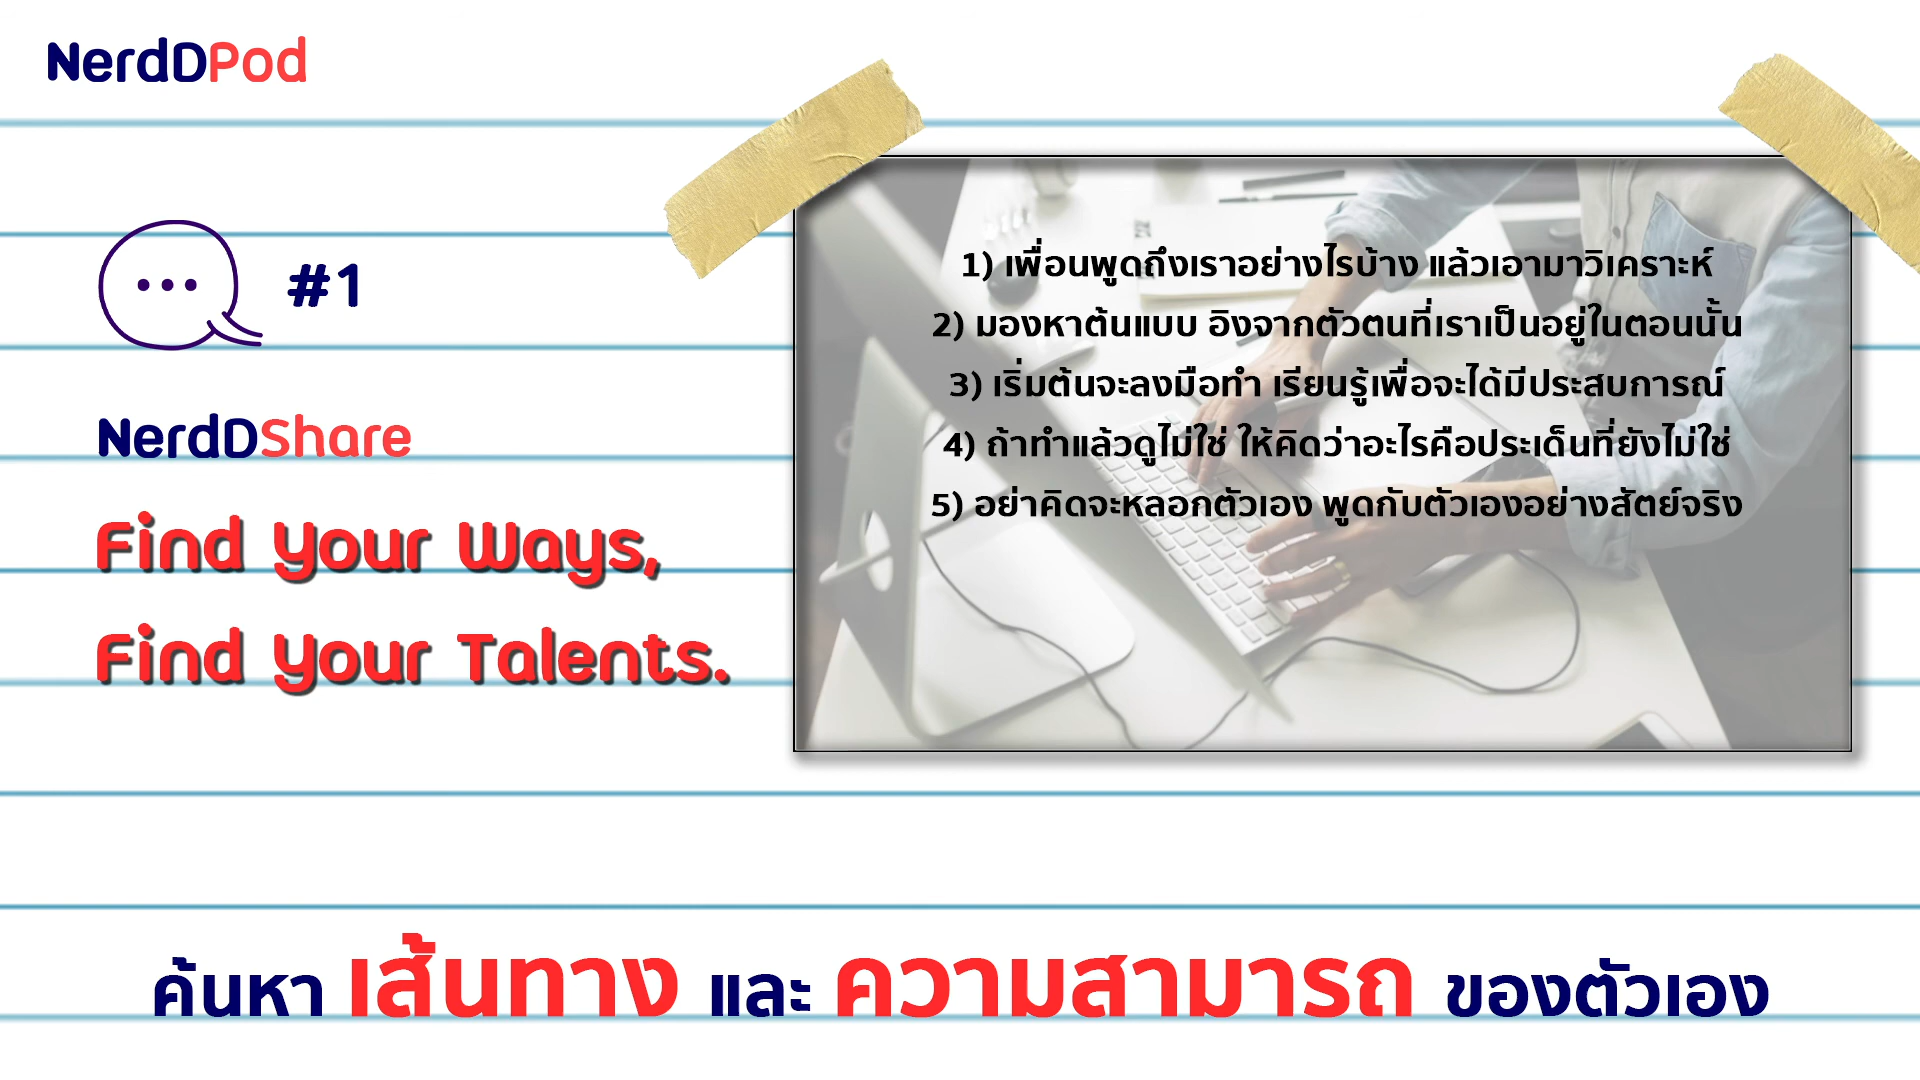 NerdDPod
#1
NerdDShare
Find Your Ways,
Find Your Talents.
1) เพื่อนพูดถึงเราอย่างไรบ้าง แล้วเอามาวิเคราะห์
2) มองหาต้นแบบ อิงจากตัวตนที่เราเป็นอยู่ในตอนนั้น
3) เริ่มต้นจะลงมือทำ เรียนรู้เพื่อจะได้มีประสบการณ์
4) ถ้าทำแล้วดูไม่ใช่ ให้คิดว่าอะไรคือประเด็นที่ยังไม่ใช่
5) อย่าคิดจะหลอกตัวเอง พูดกับตัวเองอย่างสัตย์จริง
ค้นหา เส้นทาง และ ความสามารถ ของตัวเอง